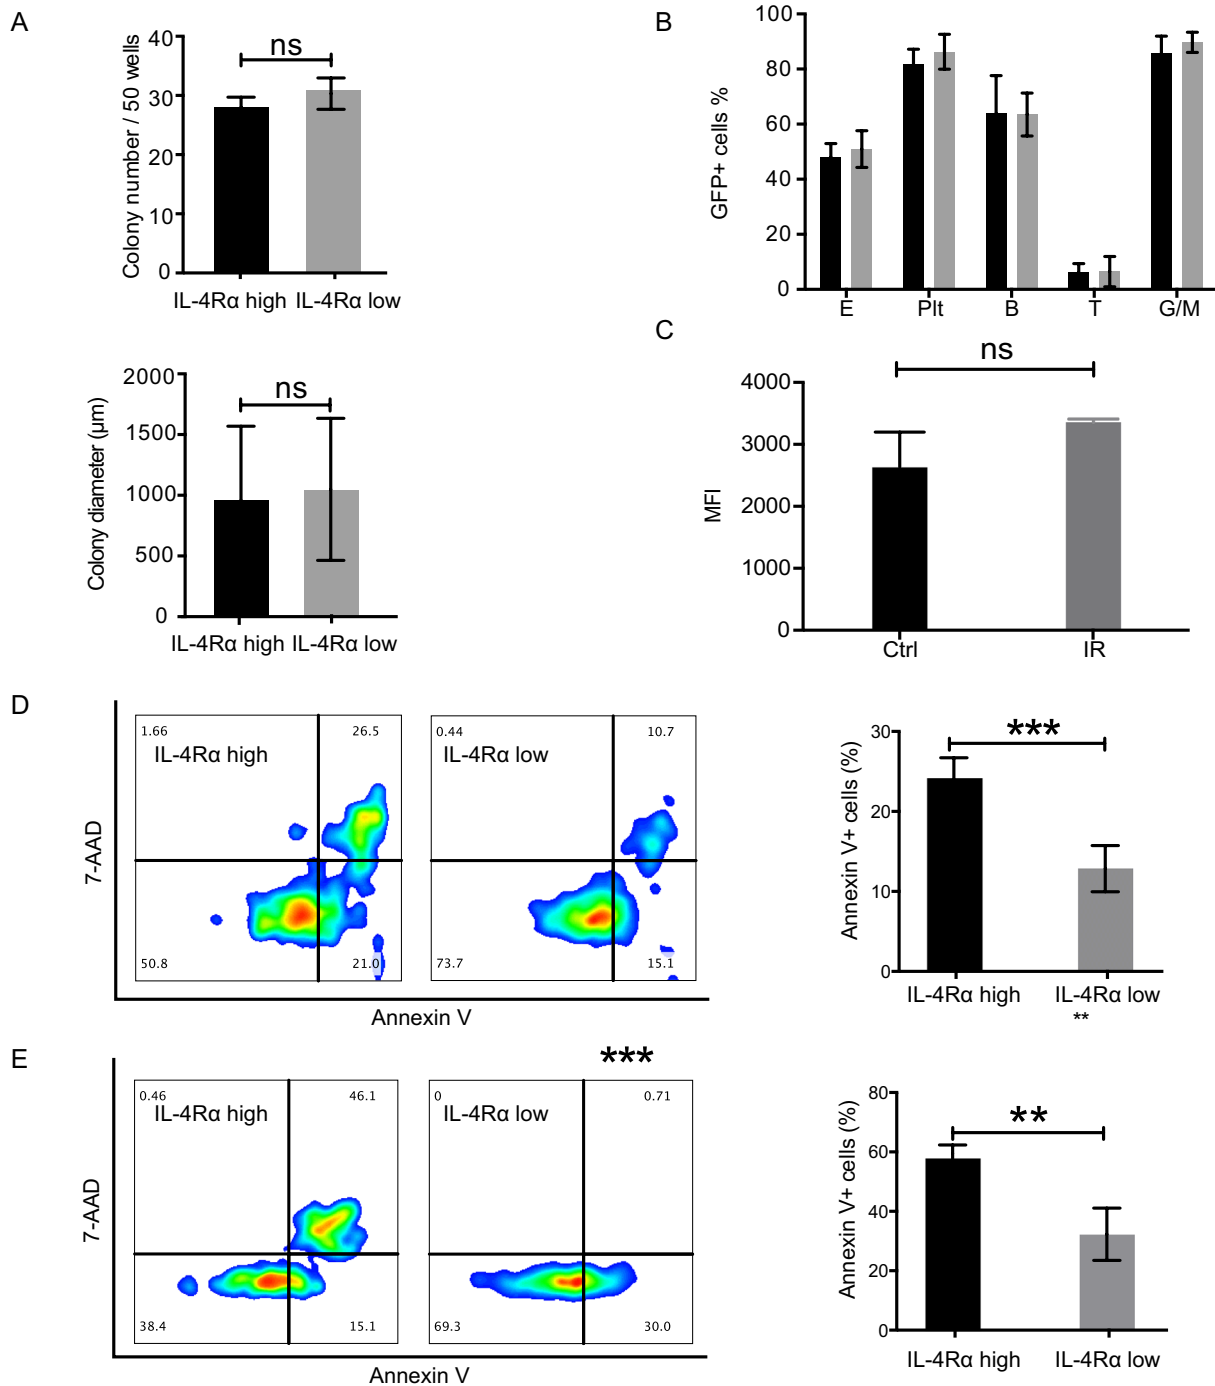 A
40
30
20
10
0
Colony number / 50 wells
ns
IL-4Rα high IL-4Rα low
2000
1500
1000
500
0
Colony diameter (µm)
ns
IL-4Rα high IL-4Rα low
B
100
80
60
40
20
0
GFP+ cells %
E Plt B T G/M
C
ns
4000
3000
2000
1000
0
MFI
Ctrl IR
D
1.66 26.5
IL-4Rα high
50.8 21.0
0.44 10.7
IL-4Rα low
73.7 15.1
7-AAD
Annexin V
***
30
20
10
0
Annexin V+ cells (%)
IL-4Rα high IL-4Rα low
**
E
***
0.46 46.1
IL-4Rα high
38.4 15.1
0 0.71
IL-4Rα low
69.3 30.0
7-AAD
Annexin V
80
60
40
20
0
Annexin V+ cells (%)
**
IL-4Rα high IL-4Rα low